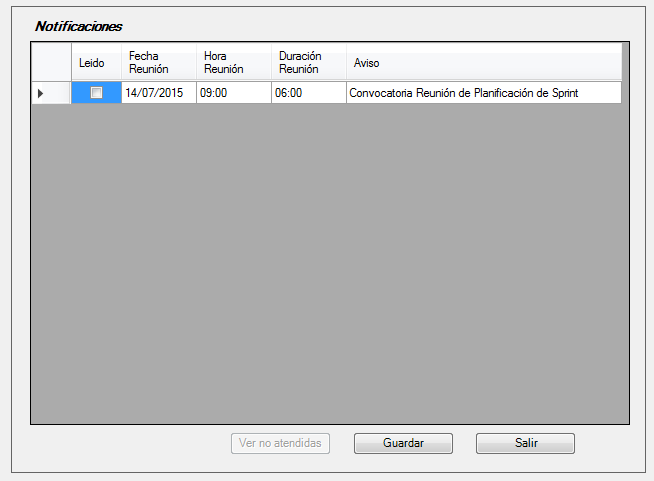 Notificaciones
Leido
Fecha
Reunión
Hora
Reunión
Duración
Reunión
Aviso
14/07/2015 09:00 06:00 Convocatoria Reunión de Planificación de Sprint
Ver no atendidas Guardar Salir